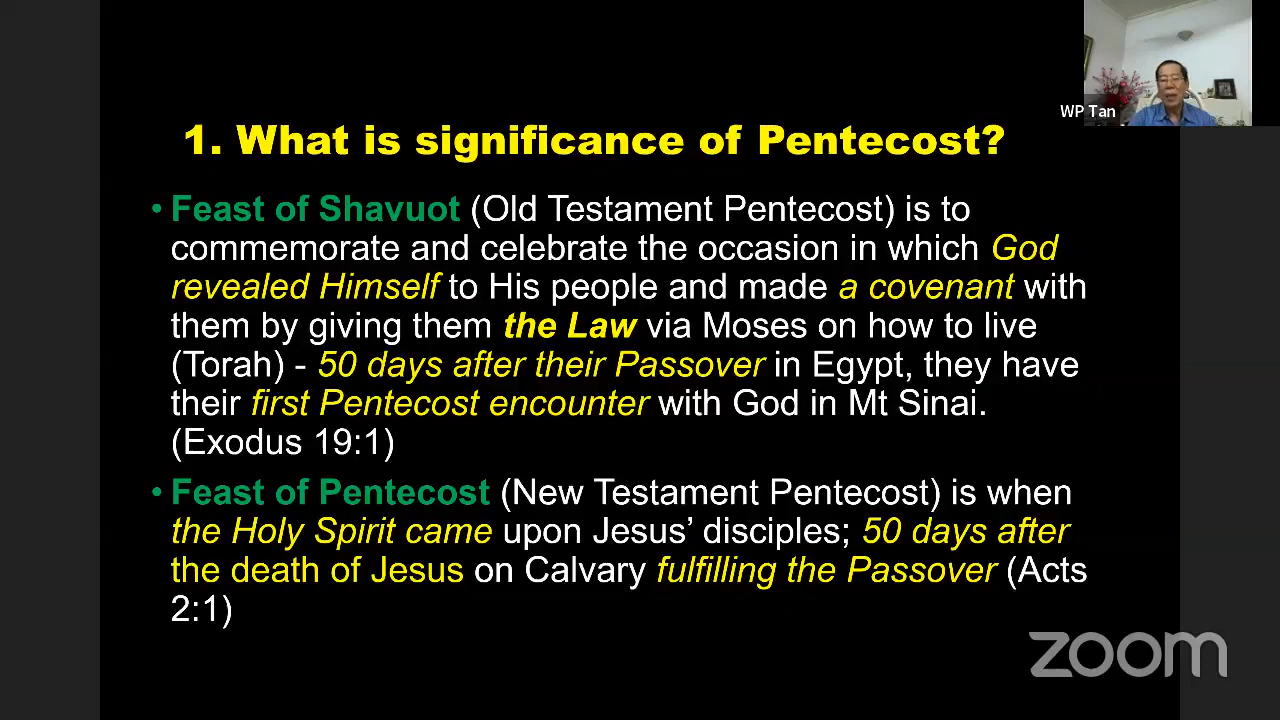 WP Tan
1. What is significance of Pentecost?
• Feast of Shavuot (Old Testament Pentecost) is to
commemorate and celebrate the occasion in which God
revealed Himself to His people and made a covenant with
them by giving them the Law via Moses on how to live
(Torah) - 50 days after their Passover in Egypt, they have
their first Pentecost encounter with God in Mt Sinai.
(Exodus 19:1)
• Feast of Pentecost (New Testament Pentecost) is when
the Holy Spirit came upon Jesus’ disciples; 50 days after
the death of Jesus on Calvary fulfilling the Passover (Acts
2:1)
zoom